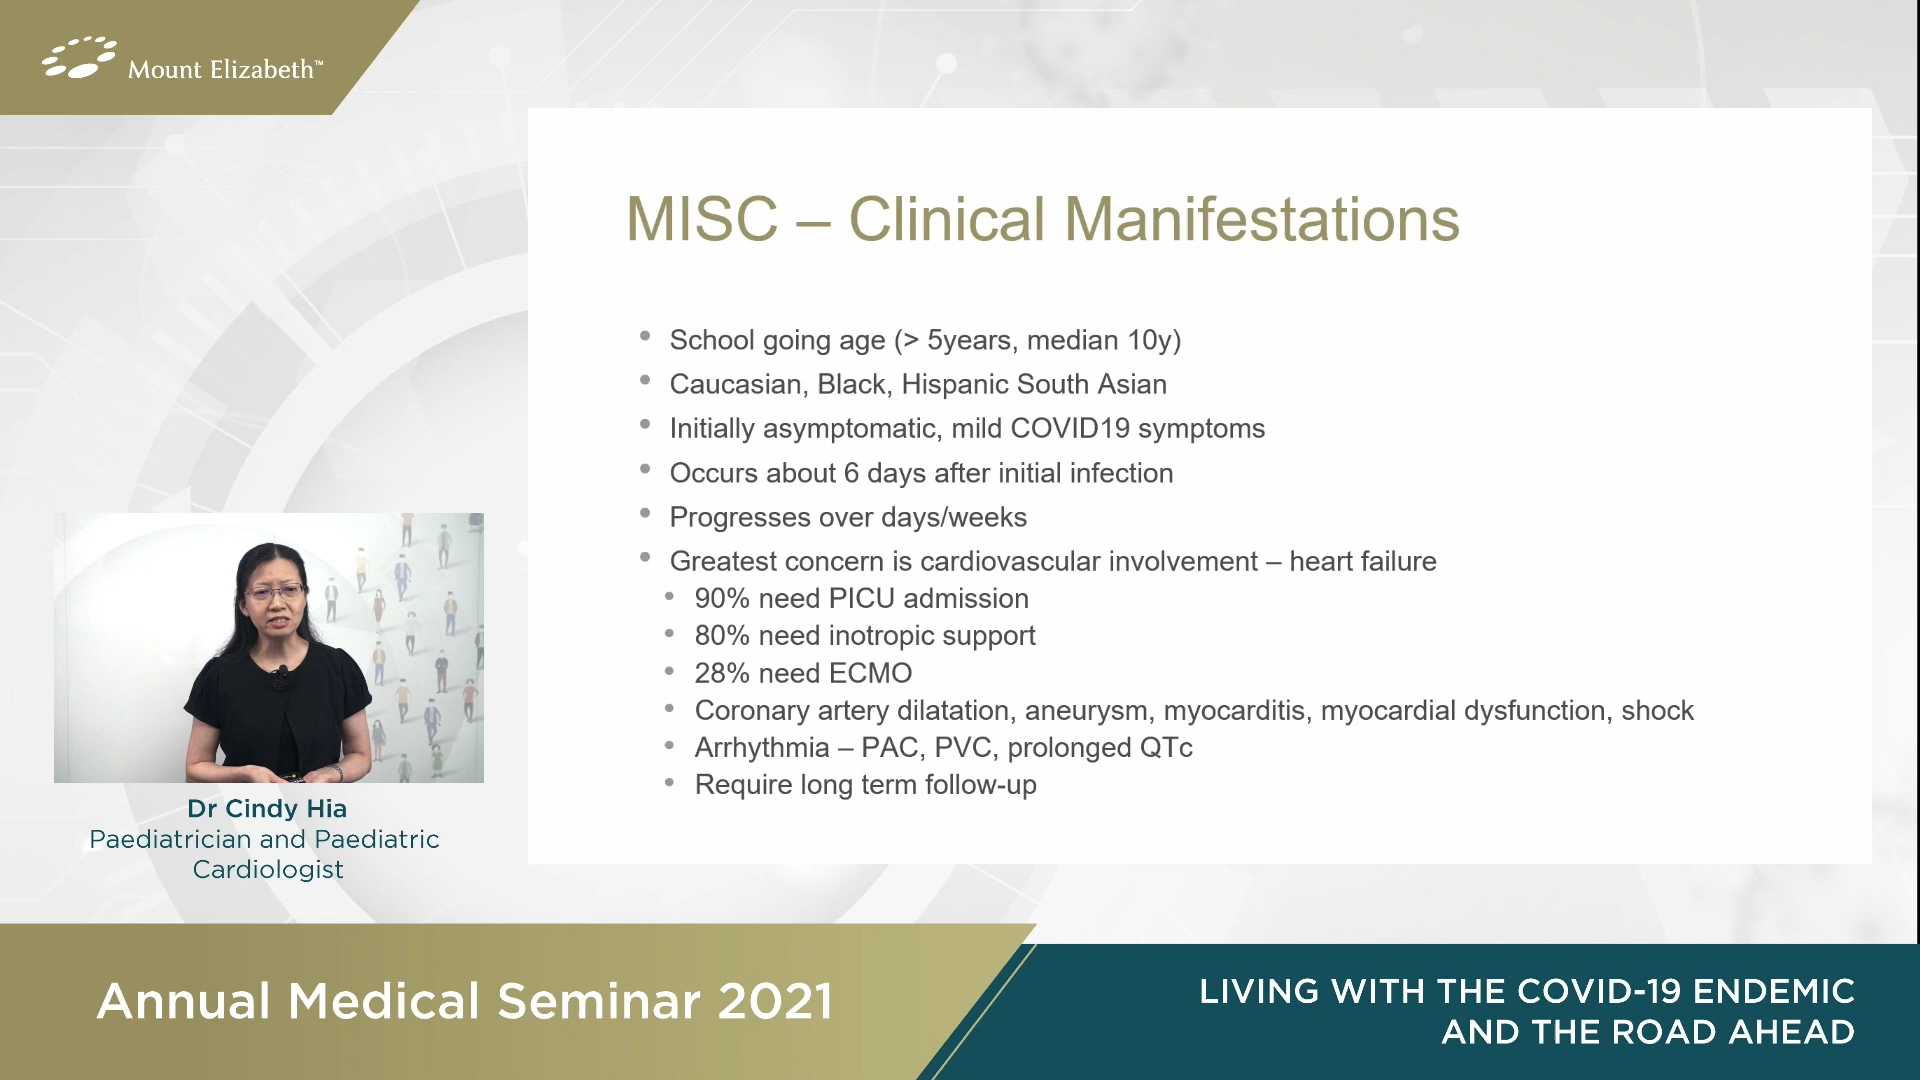 Mount Elizabeth™
MISC – Clinical Manifestations
• School going age (> 5years, median 10y)
• Caucasian, Black, Hispanic South Asian
• Initially asymptomatic, mild COVID19 symptoms
• Occurs about 6 days after initial infection
• Progresses over days/weeks
• Greatest concern is cardiovascular involvement – heart failure
• 90% need PICU admission
• 80% need inotropic support
• 28% need ECMO
• Coronary artery dilatation, aneurysm, myocarditis, myocardial dysfunction, shock
• Arrhythmia – PAC, PVC, prolonged QTc
• Require long term follow-up
Dr Cindy Hia
Paediatrician and Paediatric
Cardiologist
Annual Medical Seminar 2021
LIVING WITH THE COVID-19 ENDEMIC
AND THE ROAD AHEAD